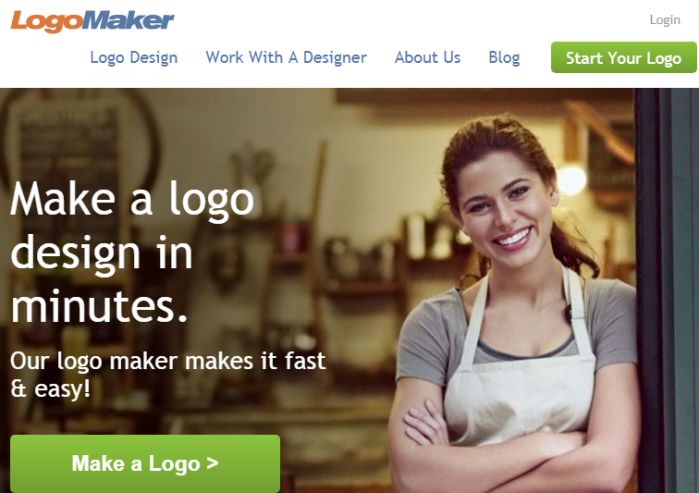 LogoMaker
Login
Logo Design
Work With A Designer
About Us
Blog
Start Your Logo
Make a logo
design in
minutes.
Our logo maker makes it fast
& easy!
Make a Logo >